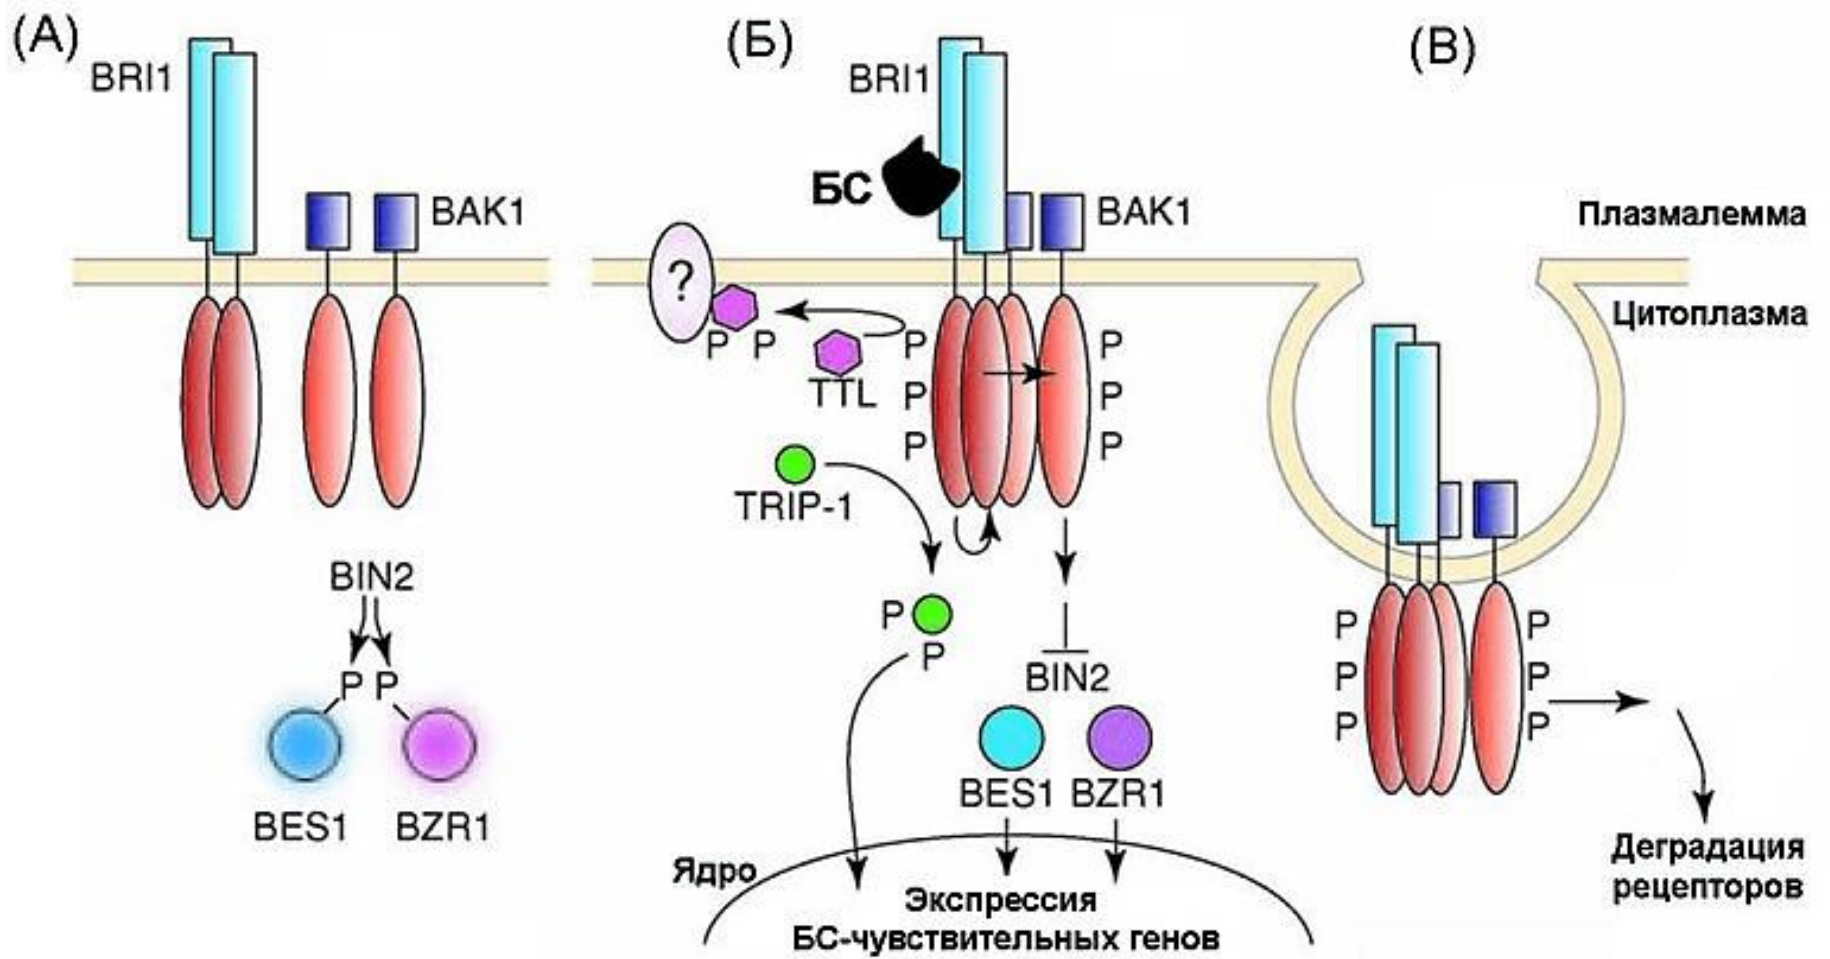 (А)
BRI1
BAK1
BIN2
P P
BES1 BZR1
(Б)
BRI1
БС
BAK1
?
P P
TTL
P
P
P
P
P
P
TRIP-1
P
P
BIN2
BES1 BZR1
Ядро
Экспрессия
БС-чувствительных генов
(В)
Плазмалемма
Цитоплазма
P
P
P
P
P
P
Деградация
рецепторов